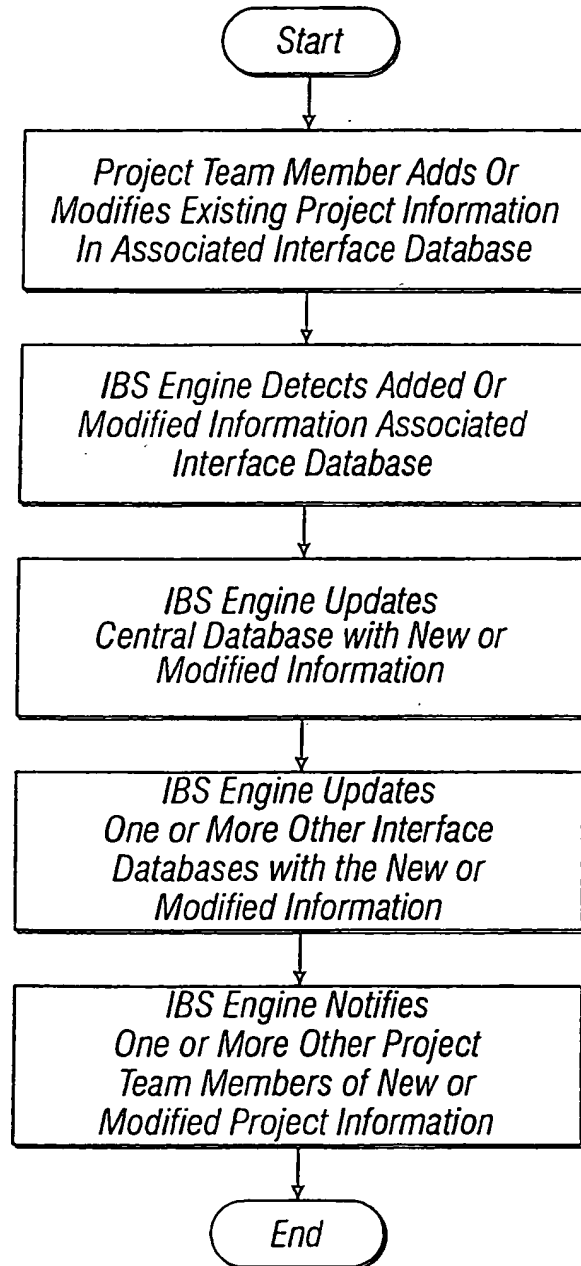 Start
Project Team Member Adds Or
Modifies Existing Project Information
In Associated Interface Database
IBS Engine Detects Added Or
Modified Information Associated
Interface Database
IBS Engine Updates
Central Database with New or
Modified Information
IBS Engine Updates
One or More Other Interface
Databases with the New or
Modified Information
IBS Engine Notifies
One or More Other Project
Team Members of New or
Modified Project Information
End